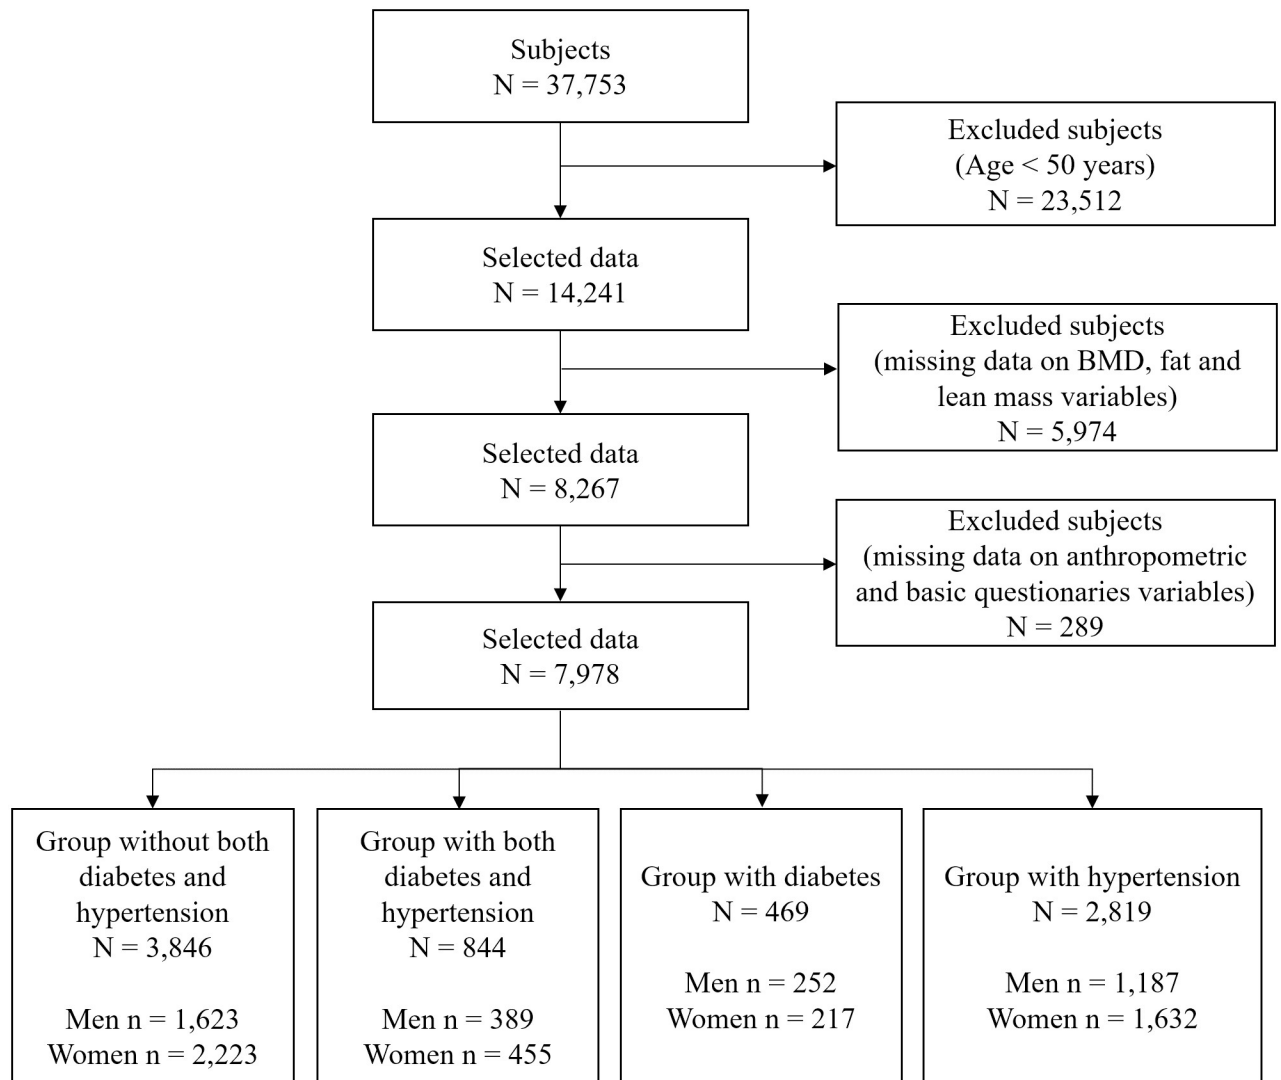 Subjects
N = 37,753
Excluded subjects
(Age < 50 years)
N = 23,512
Selected data
N = 14,241
Excluded subjects
(missing data on BMD, fat and
lean mass variables)
N = 5,974
Selected data
N = 8,267
Excluded subjects
(missing data on anthropometric
and basic questionaries variables)
N = 289
Selected data
N = 7,978
Group without both
diabetes and
hypertension
N = 3,846
Men n = 1,623
Women n = 2,223
Group with both
diabetes and
hypertension
N = 844
Men n = 389
Women n = 455
Group with diabetes
N = 469
Men n = 252
Women n = 217
Group with hypertension
N = 2,819
Men n = 1,187
Women n = 1,632